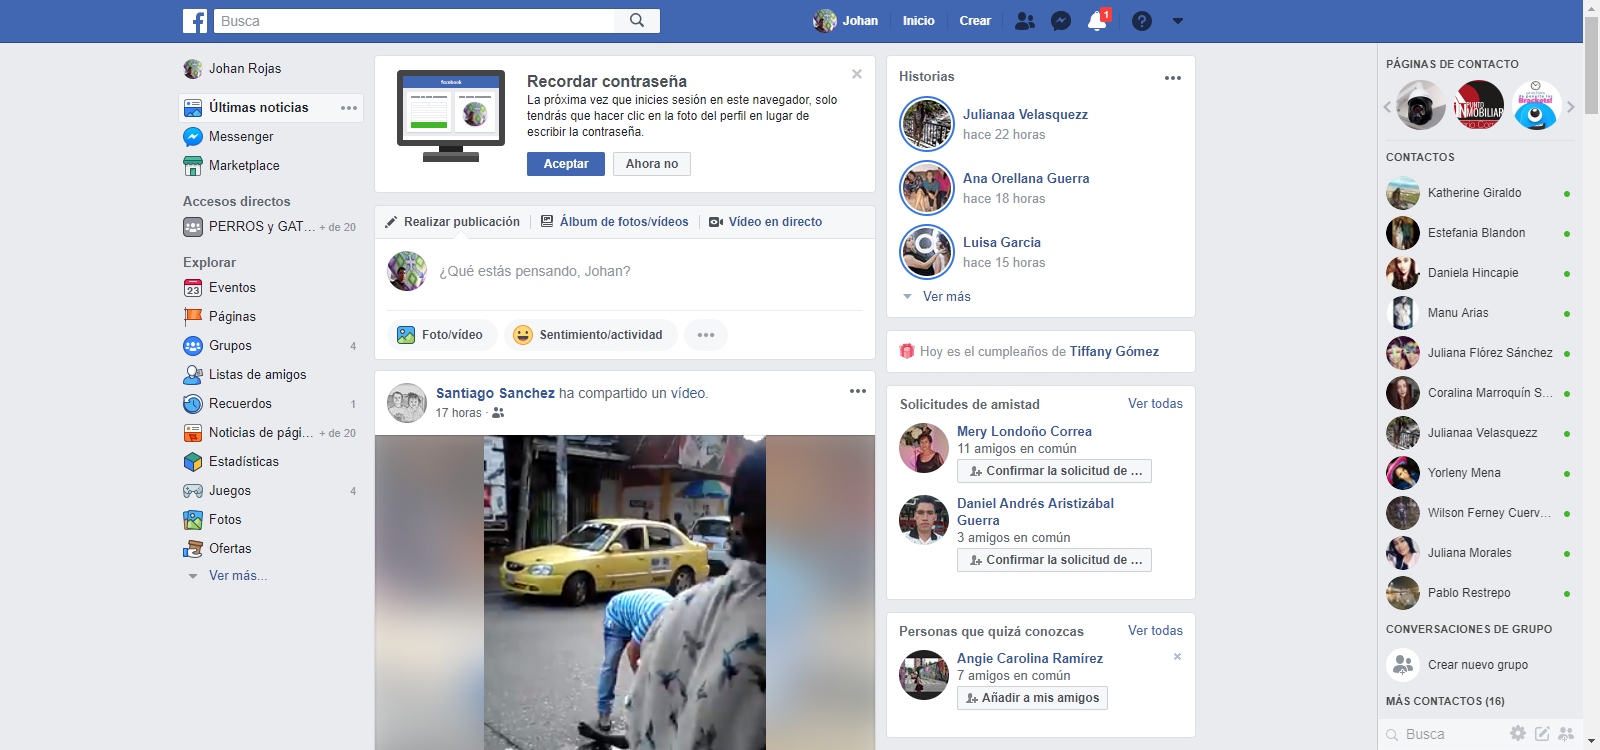 Busca
Johan
Inicio
Crear
1
Johan Rojas
Últimas noticias
Messenger
Marketplace
Accesos directos
PERROS y GAT... + de 20
Explorar
23
Eventos
Páginas
Grupos 4
Listas de amigos
Recuerdos 1
Noticias de pági... + de 20
Estadísticas
Juegos 4
Fotos
Ofertas
Ver más...
facebook
Recordar contraseña
La próxima vez que inicies sesión en este navegador, solo
tendrás que hacer clic en la foto del perfil en lugar de
escribir la contraseña.
Aceptar
Ahora no
Realizar publicación
Álbum de fotos/vídeos
Vídeo en directo
¿Qué estás pensando, Johan?
Foto/vídeo
Sentimiento/actividad
Santiago Sanchez ha compartido un vídeo.
17 horas ·
Historias
Julianaa Velasquezz
hace 22 horas
Ana Orellana Guerra
hace 18 horas
Luisa Garcia
hace 15 horas
Ver más
Hoy es el cumpleaños de Tiffany Gómez
Solicitudes de amistad
Ver todas
Mery Londoño Correa
11 amigos en común
Confirmar la solicitud de ...
Daniel Andrés Aristizábal
Guerra
3 amigos en común
Confirmar la solicitud de ...
Personas que quizá conozcas
Ver todas
Angie Carolina Ramírez
7 amigos en común
Añadir a mis amigos
PÁGINAS DE CONTACTO
PUNTO
INMOBILIAR
Brackets!
CONTACTOS
Katherine Giraldo
Estefania Blandon
Daniela Hincapie
Manu Arias
Juliana Flórez Sánchez
Coralina Marroquín S...
Julianaa Velasquezz
Yorleny Mena
Wilson Ferney Cuerv...
Juliana Morales
Pablo Restrepo
CONVERSACIONES DE GRUPO
Crear nuevo grupo
MÁS CONTACTOS (16)
Busca